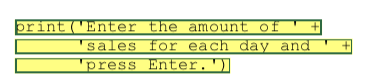 print('Enter the amount of ' +
'sales for each day and ' +
'press Enter.')